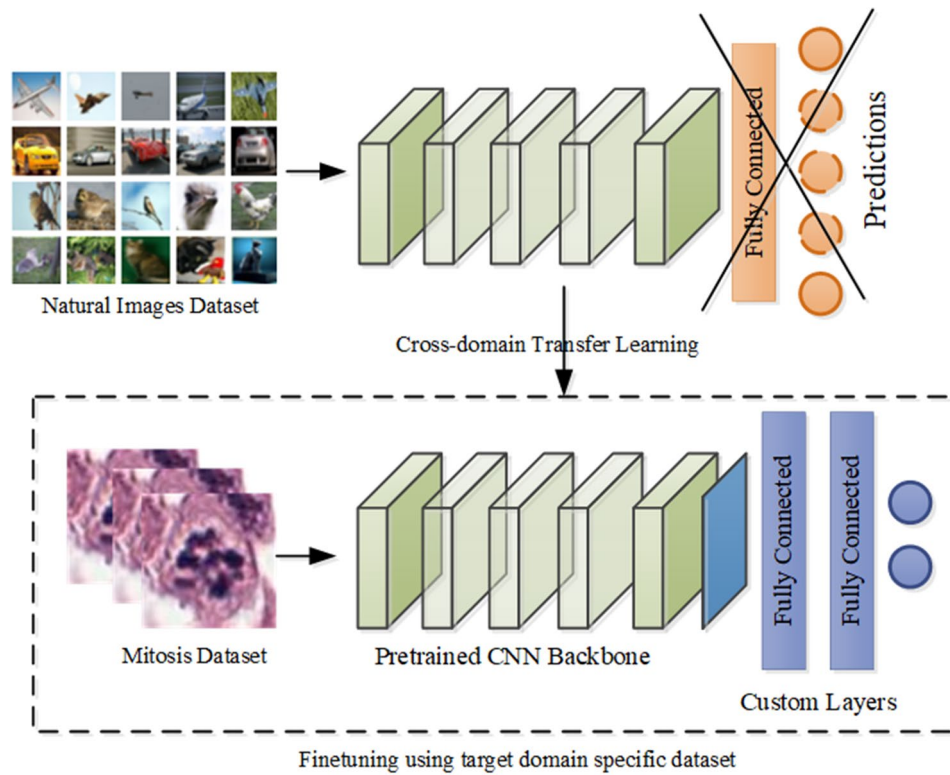 Natural Images Dataset
Fully Connected
Predictions
Cross-domain Transfer Learning
Mitosis Dataset
Pretrained CNN Backbone
Fully Connected
Fully Connected
Custom Layers
Finetuning using target domain specific dataset